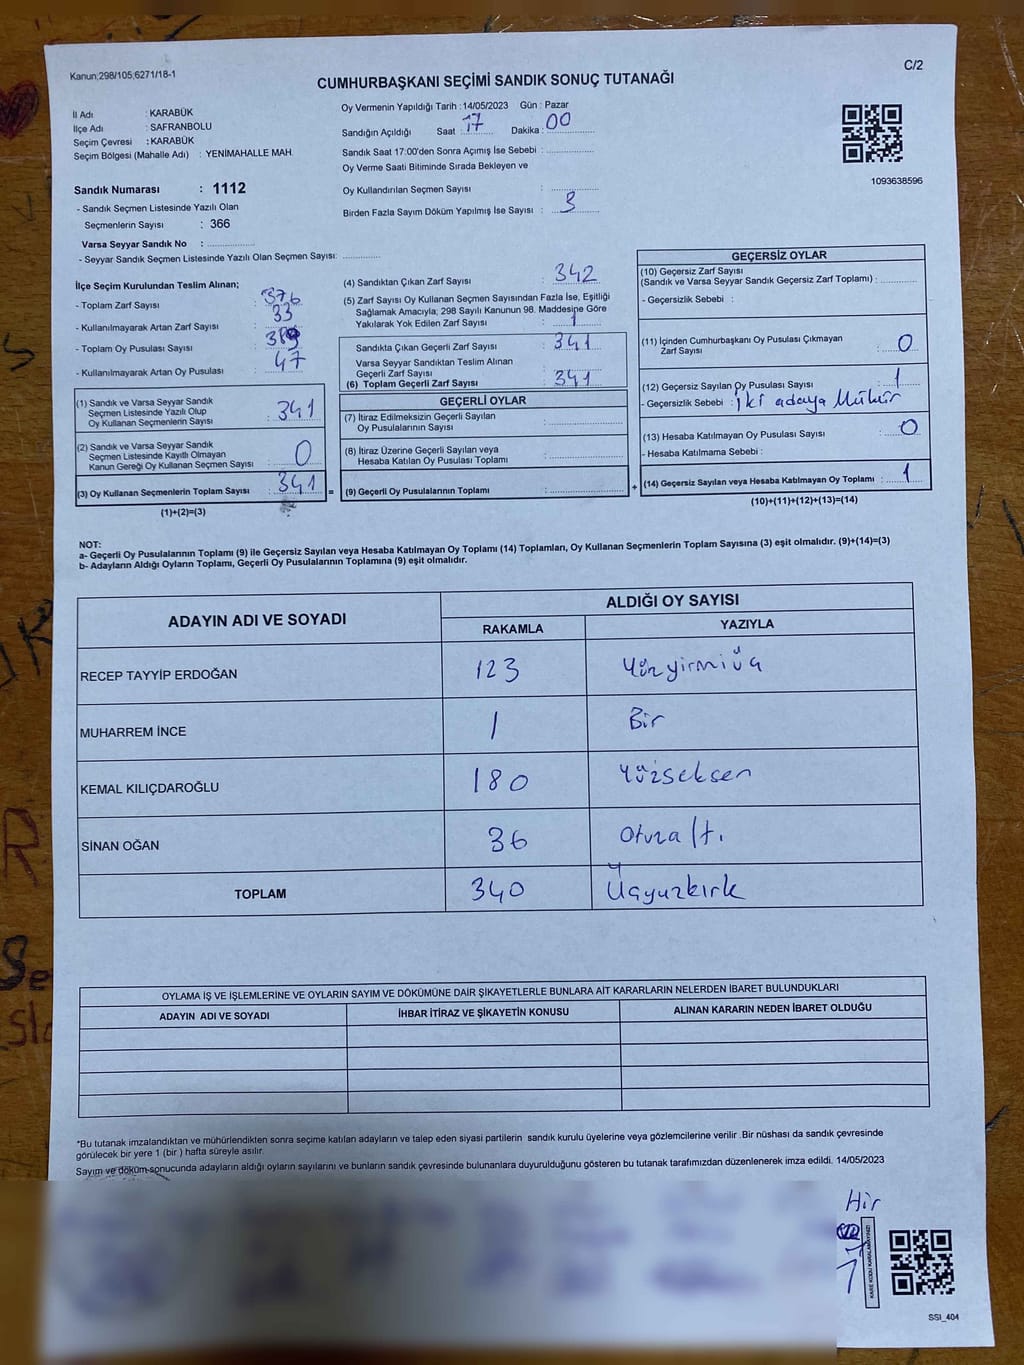 Kanun:298/105;6271/18-1
C/2
CUMHURBAŞKANI SEÇİMİ SANDIK SONUÇ TUTANAĞI
İl Adı : KARABÜK
İlçe Adı : SAFRANBOLU
Seçim Çevresi : KARABÜK
Seçim Bölgesi (Mahalle Adı) : YENİMAHALLE MAH.
Sandık Numarası : 1112
- Sandık Seçmen Listesinde Yazılı Olan
Seçmenlerin Sayısı : 366
Varsa Seyyar Sandık No :
- Seyyar Sandık Seçmen Listesinde Yazılı Olan Seçmen Sayısı:
Oy Vermenin Yapıldığı Tarih : 14/05/2023 Gün : Pazar
Sandığın Açıldığı Saat : 17 Dakika : 00
Sandık Saat 17:00'den Sonra Açımış İse Sebebi :
Oy Verme Saati Bitiminde Sırada Bekleyen ve
Oy Kullandırılan Seçmen Sayısı :
Birden Fazla Sayım Döküm Yapılmış İse Sayısı : 3
1093638596
İlçe Seçim Kurulundan Teslim Alınan;
- Toplam Zarf Sayısı : 376
- Kullanılmayarak Artan Zarf Sayısı : 33
- Toplam Oy Pusulası Sayısı :
- Kullanılmayarak Artan Oy Pusulası : 47
(1) Sandık ve Varsa Seyyar Sandık
Seçmen Listesinde Yazılı Olup
Oy Kullanan Seçmenlerin Sayısı : 341
(2) Sandık ve Varsa Seyyar Sandık
Seçmen Listesinde Kayıtlı Olmayan
Kanun Gereği Oy Kullanan Seçmen Sayısı : 0
(3) Oy Kullanan Seçmenlerin Toplam Sayısı : 341
(1)+(2)=(3)
=
(4) Sandıktan Çıkan Zarf Sayısı : 342
(5) Zarf Sayısı Oy Kullanan Seçmen Sayısından Fazla İse, Eşitliği
Sağlamak Amacıyla; 298 Sayılı Kanunun 98. Maddesine Göre
Yakılarak Yok Edilen Zarf Sayısı : 1
Sandıkta Çıkan Geçerli Zarf Sayısı : 341
Varsa Seyyar Sandıktan Teslim Alınan
Geçerli Zarf Sayısı :
(6) Toplam Geçerli Zarf Sayısı : 341
GEÇERLİ OYLAR
(7) İtiraz Edilmeksizin Geçerli Sayılan
Oy Pusulalarının Sayısı :
(8) İtiraz Üzerine Geçerli Sayılan veya
Hesaba Katılan Oy Pusulası Toplamı :
(9) Geçerli Oy Pusulalarının Toplamı :
+
GEÇERSİZ OYLAR
(10) Geçersiz Zarf Sayısı
(Sandık ve Varsa Seyyar Sandık Geçersiz Zarf Toplamı) :
- Geçersizlik Sebebi :
(11) İçinden Cumhurbaşkanı Oy Pusulası Çıkmayan
Zarf Sayısı : 0
(12) Geçersiz Sayılan Oy Pusulası Sayısı : 1
- Geçersizlik Sebebi : İki adaya Mühür
(13) Hesaba Katılmayan Oy Pusulası Sayısı : 0
- Hesaba Katılmama Sebebi :
(14) Geçersiz Sayılan veya Hesaba Katılmayan Oy Toplamı : 1
(10)+(11)+(12)+(13)=(14)
NOT:
a- Geçerli Oy Pusulalarının Toplamı (9) ile Geçersiz Sayılan veya Hesaba Katılmayan Oy Toplamı (14) Toplamları, Oy Kullanan Seçmenlerin Toplam Sayısına (3) eşit olmalıdır. (9)+(14)=(3)
b- Adayların Aldığı Oyların Toplamı, Geçerli Oy Pusulalarının Toplamına (9) eşit olmalıdır.
ADAYIN ADI VE SOYADI
ALDIĞI OY SAYISI
RAKAMLA YAZIYLA
RECEP TAYYİP ERDOĞAN 123 Yüzyirmiüç
MUHARREM İNCE 1 Bir
KEMAL KILIÇDAROĞLU 180 Yüzseksen
SİNAN OĞAN 36 Otuzaltı
TOPLAM 340 Üçyüzkırk
OYLAMA İŞ VE İŞLEMLERİNE VE OYLARIN SAYIM VE DÖKÜMÜNE DAİR ŞİKAYETLERLE BUNLARA AİT KARARLARIN NELERDEN İBARET BULUNDUKLARI
ADAYIN ADI VE SOYADI İHBAR İTİRAZ VE ŞİKAYETİN KONUSU ALINAN KARARIN NEDEN İBARET OLDUĞU
*Bu tutanak imzalandıktan ve mühürlendikten sonra seçime katılan adayların ve talep eden siyasi partilerin sandık kurulu üyelerine veya gözlemcilerine verilir .Bir nüshası da sandık çevresinde
görülecek bir yere 1 (bir ) hafta süreyle asılır.
Sayım ve döküm sonucunda adayların aldığı oyların sayılarını ve bunların sandık çevresinde bulunanlara duyurulduğunu gösteren bu tutanak tarafımızdan düzenlenerek imza edildi. 14/05/2023
KARE KODU KARALAMAYINIZ!
SSI_404